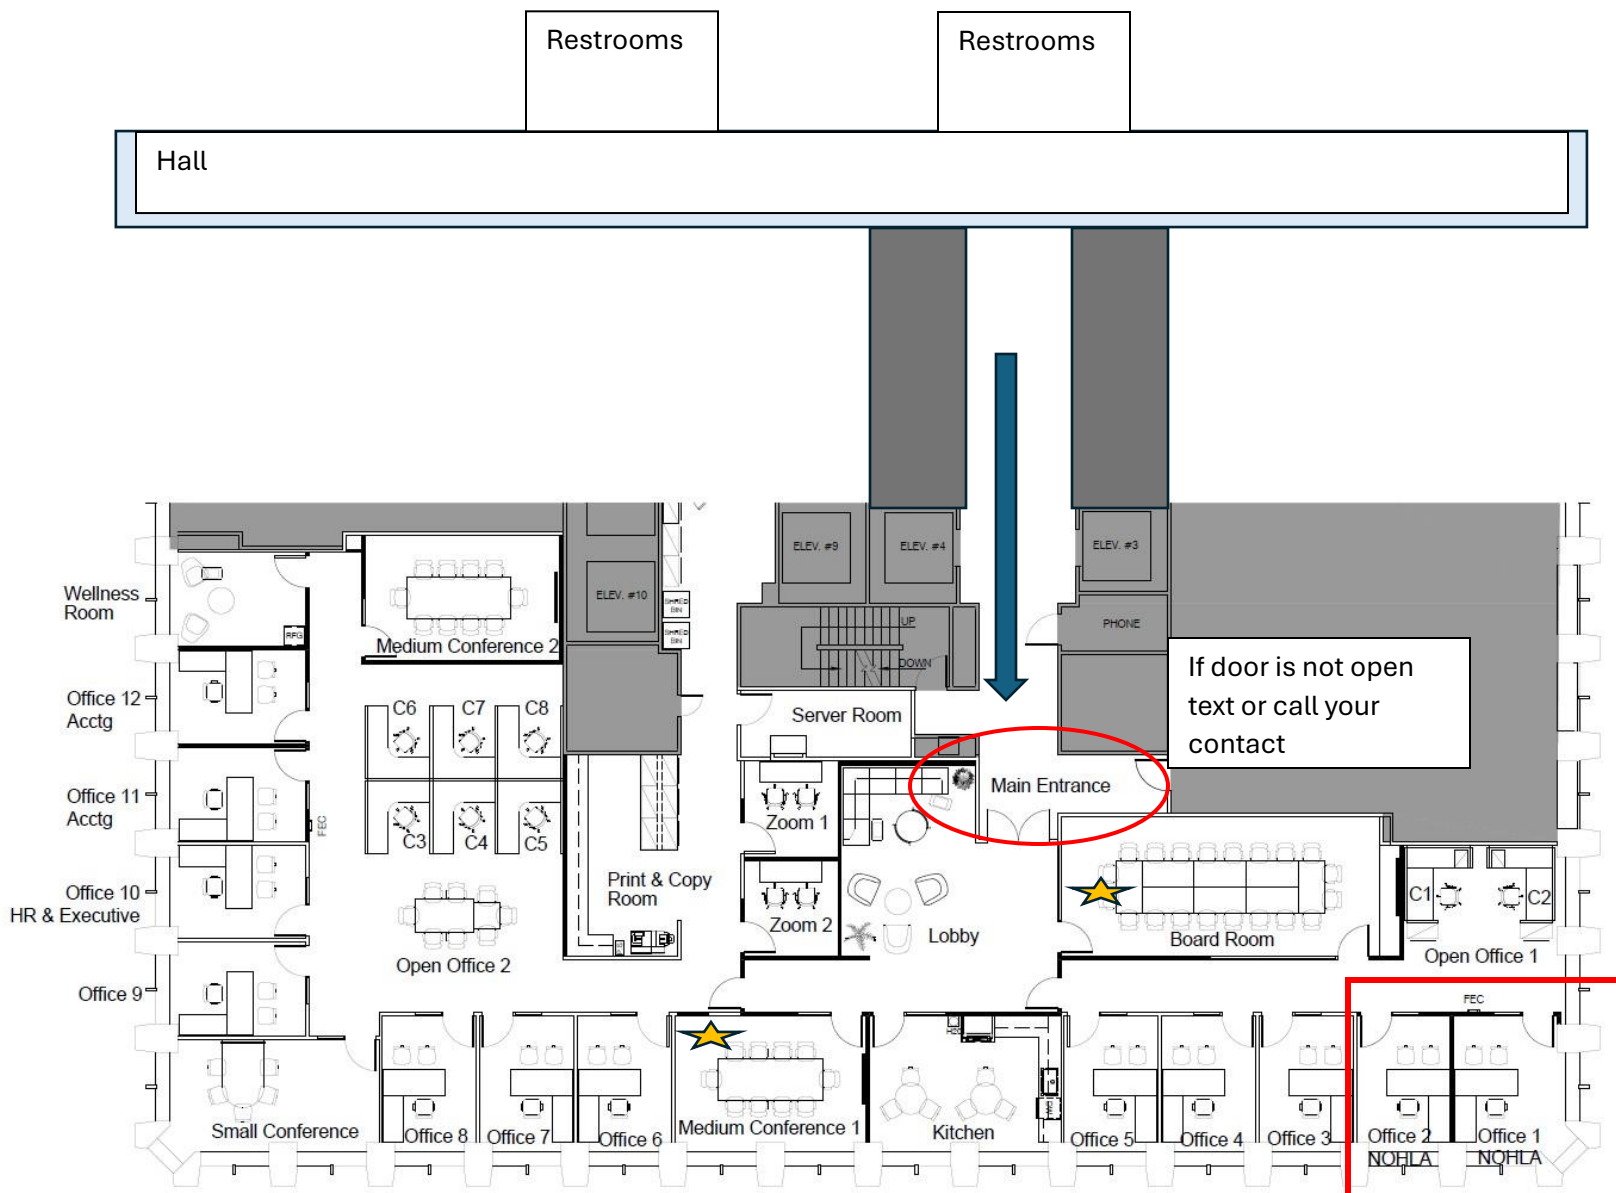 Restrooms
Restrooms
Hall
ELEV. #9
ELEV. #4
ELEV. #3
ELEV. #10
Wellness
Room
RFG
Medium Conference 2
SHRED
BIN
SHRED
BIN
UP
DOWN
PHONE
If door is not open
text or call your
contact
Office 12
Acctg
C6
C7
C8
Server Room
Main Entrance
Office 11
Acctg
FEC
C3
C4
C5
Zoom 1
Print & Copy
Room
Office 10
HR & Executive
Zoom 2
Lobby
Board Room
C1
C2
Open Office 2
Open Office 1
Office 9
FEC
Small Conference
Office 8
Office 7
Office 6
Medium Conference 1
Kitchen
Office 5
Office 4
Office 3
Office 2
NOHLA
Office 1
NOHLA